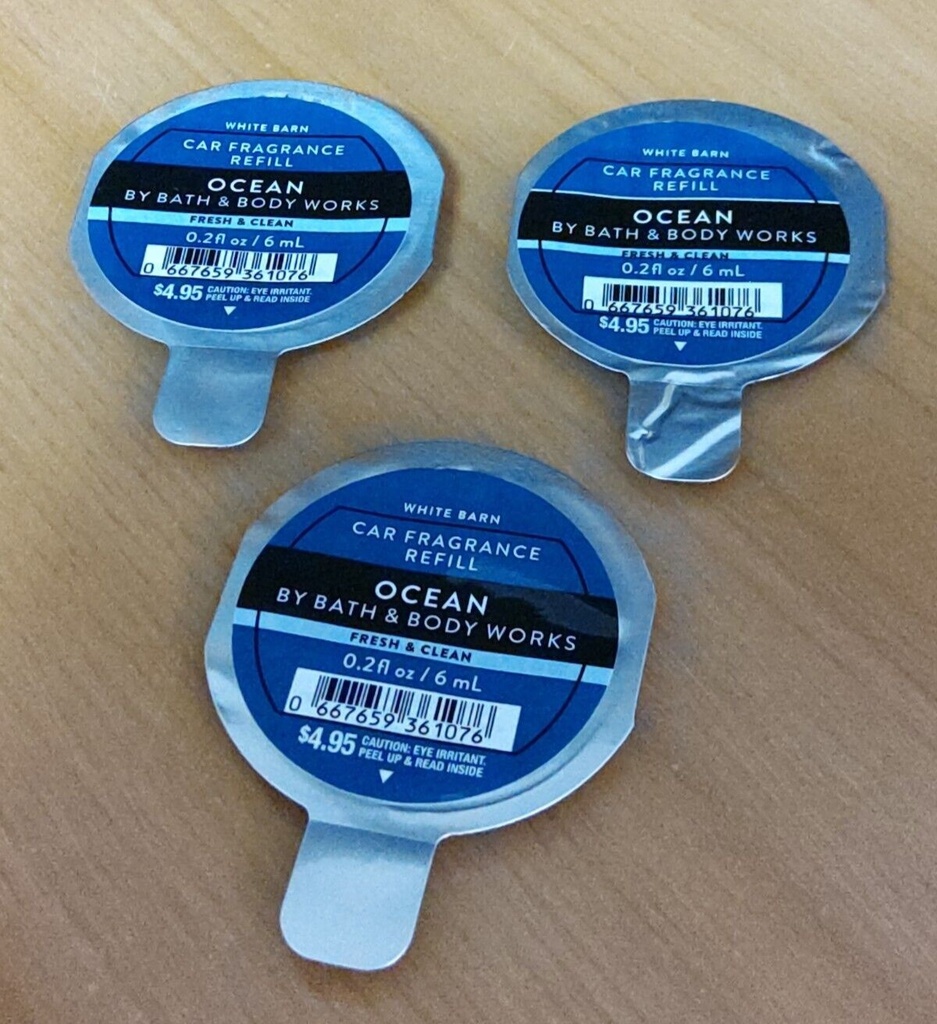 WHITE BARN
CAR FRAGRANCE
REFILL
OCEAN
BY BATH & BODY WORKS
FRESH & CLEAN
0.2fl oz / 6 mL
0 667659 361076
$4.95 CAUTION: EYE IRRITANT.
PEEL UP & READ INSIDE
WHITE BARN
CAR FRAGRANCE
REFILL
OCEAN
BY BATH & BODY WORKS
FRESH & CLEAN
0.2fl oz / 6 mL
0 667659 361076
$4.95 CAUTION: EYE IRRITANT.
PEEL UP & READ INSIDE
WHITE BARN
CAR FRAGRANCE
REFILL
OCEAN
BY BATH & BODY WORKS
FRESH & CLEAN
0.2fl oz / 6 mL
0 667659 361076
$4.95 CAUTION: EYE IRRITANT.
PEEL UP & READ INSIDE